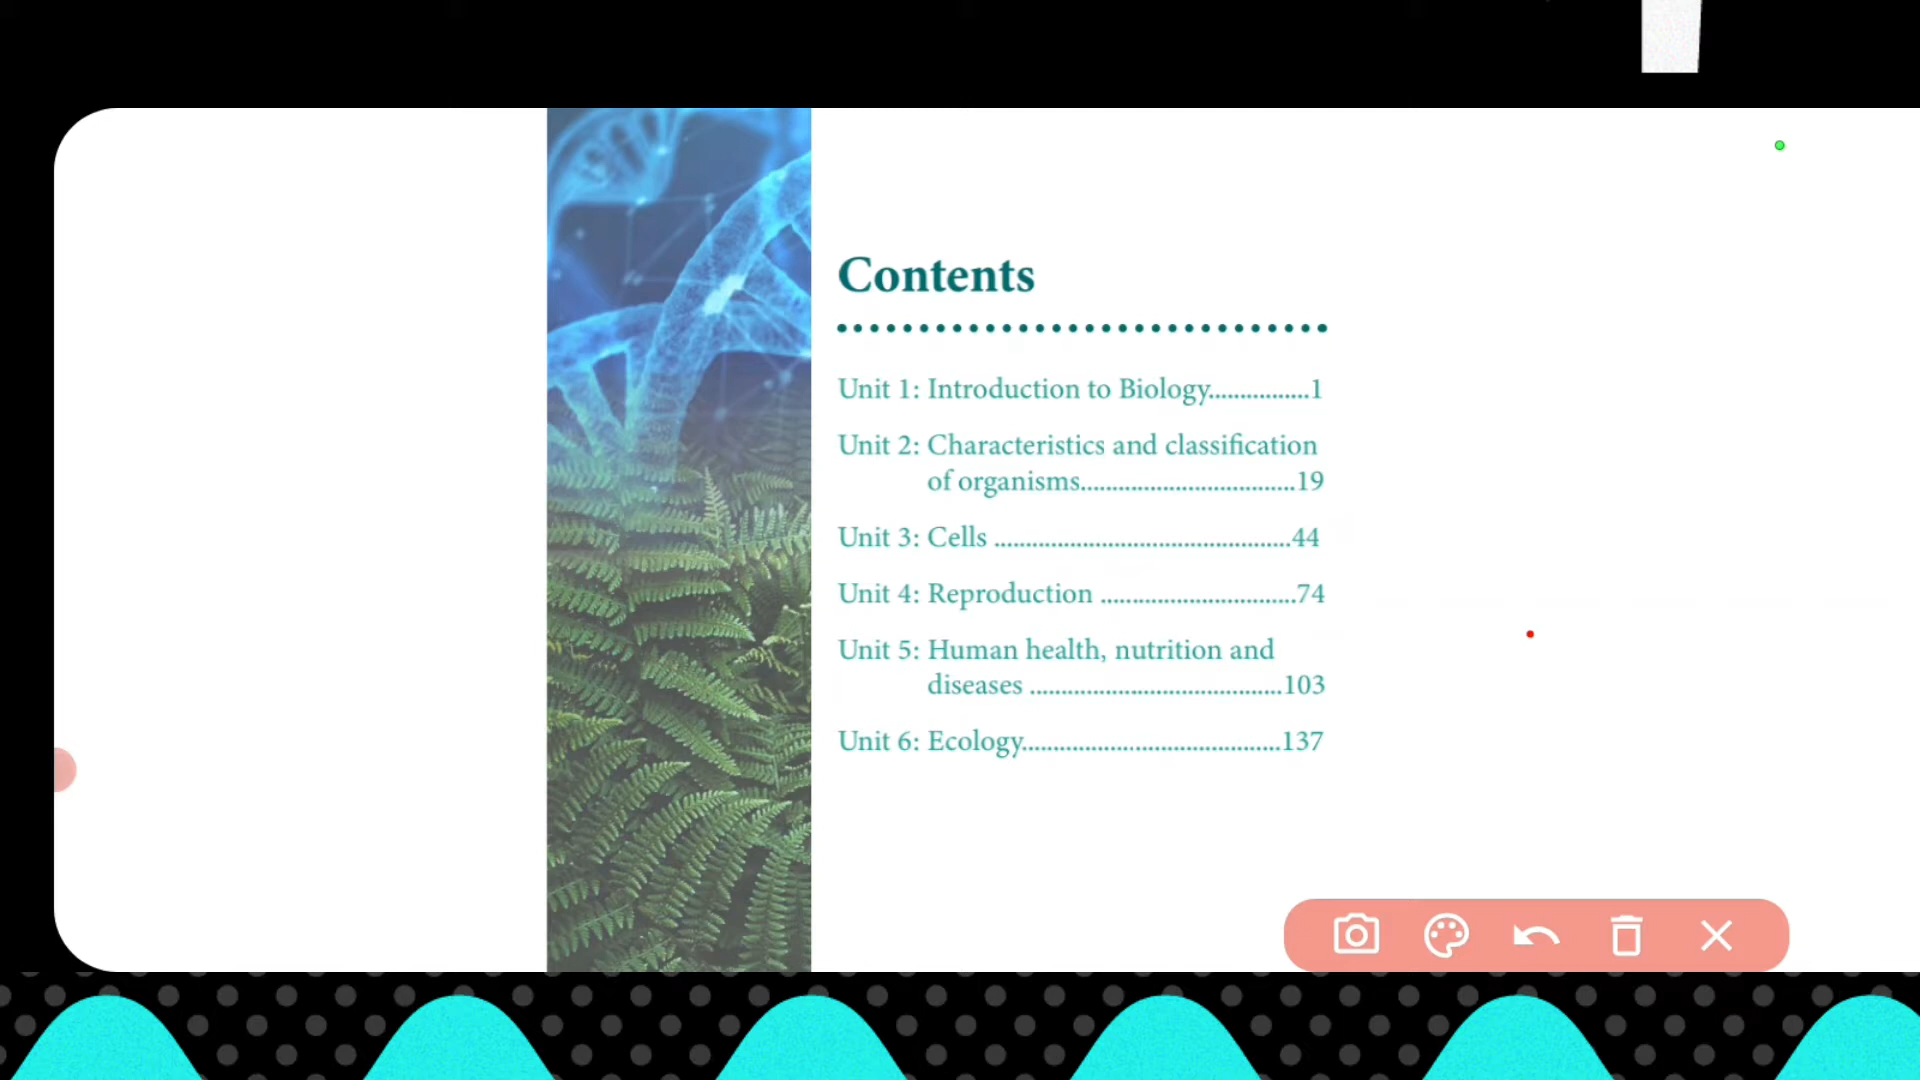 Contents
Unit 1: Introduction to Biology................1
Unit 2: Characteristics and classification
of organisms..................................19
Unit 3: Cells ...............................................44
Unit 4: Reproduction ...............................74
Unit 5: Human health, nutrition and
diseases ........................................103
Unit 6: Ecology.........................................137